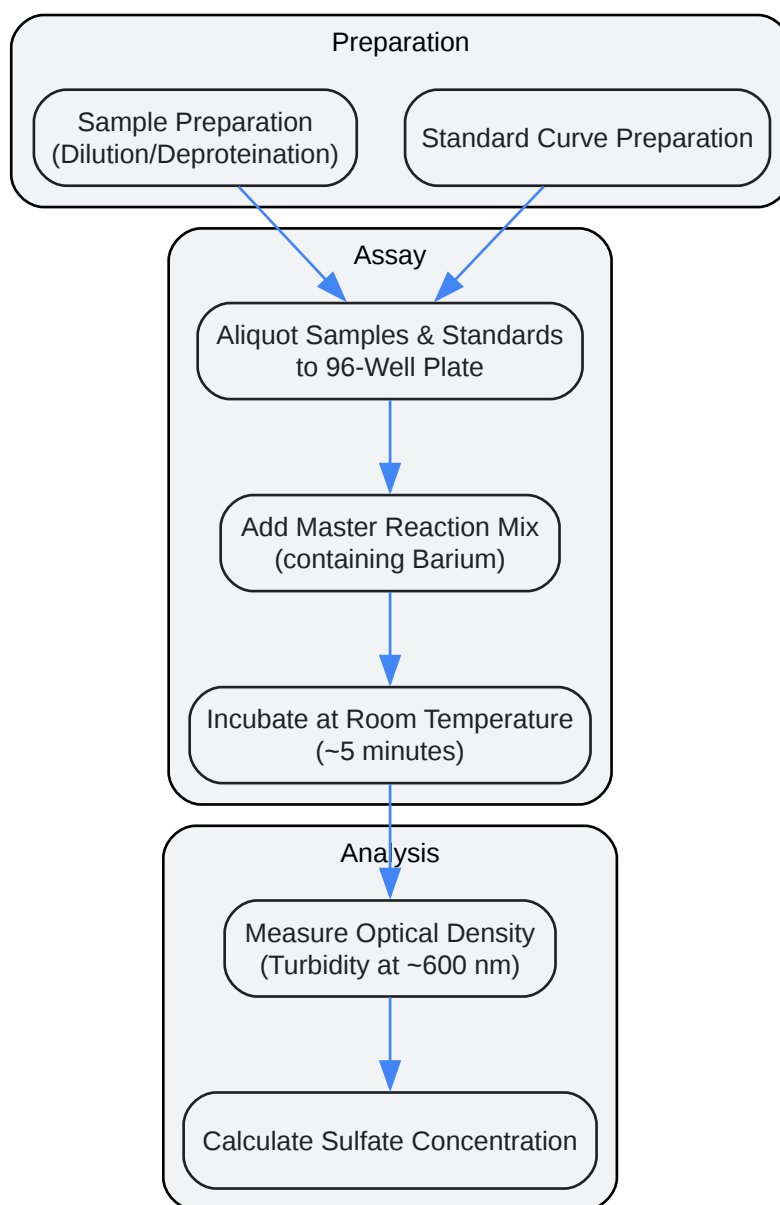 Preparation
Sample Preparation
(Dilution/Deproteination)
Standard Curve Preparation
Assay
Aliquot Samples & Standards
to 96-Well Plate
Add Master Reaction Mix
(containing Barium)
Incubate at Room Temperature
(~5 minutes)
Analysis
Measure Optical Density
(Turbidity at ~600 nm)
Calculate Sulfate Concentration